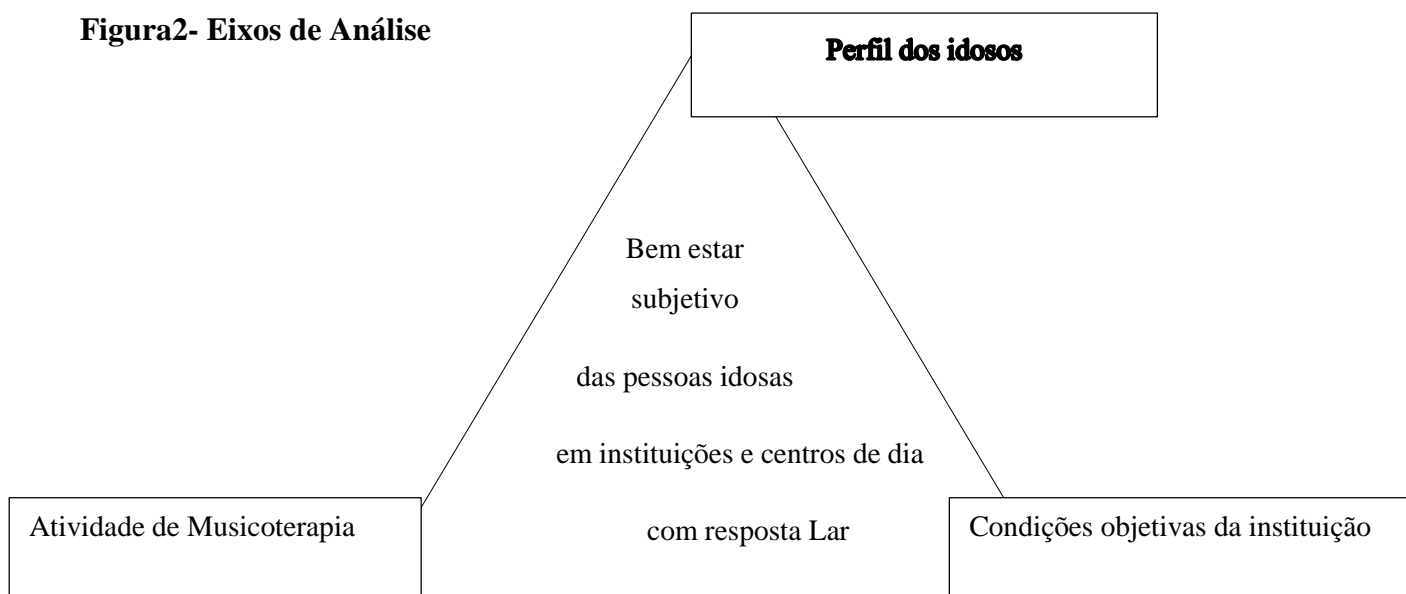 Figura2- Eixos de Análise
Perfil dos idosos
Bem estar
subjetivo
das pessoas idosas
em instituições e centros de dia
com resposta Lar
Atividade de Musicoterapia
Condições objetivas da instituição